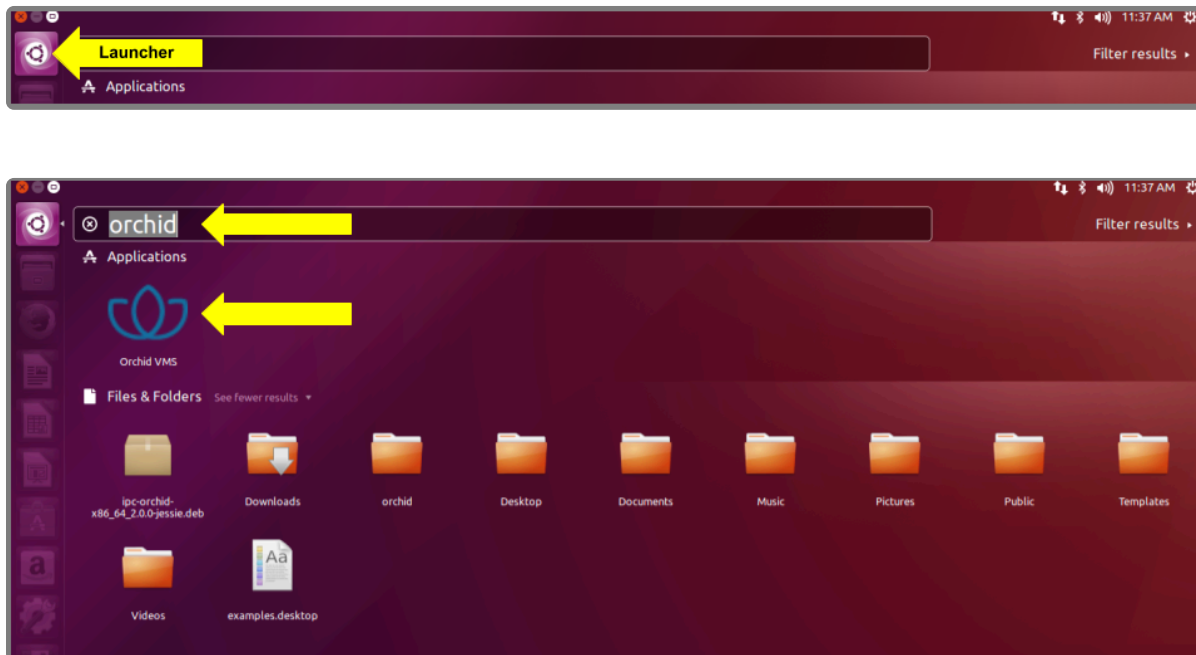 11:37 AM
Launcher
Filter results
Applications
11:37 AM
orchid
Filter results
Applications
Orchid VMS
Files & Folders See fewer results
ipc-orchid-
x86_64_2.0.0-jessie.deb
Downloads
orchid
Desktop
Documents
Music
Pictures
Public
Templates
Aa
a
Videos
examples.desktop